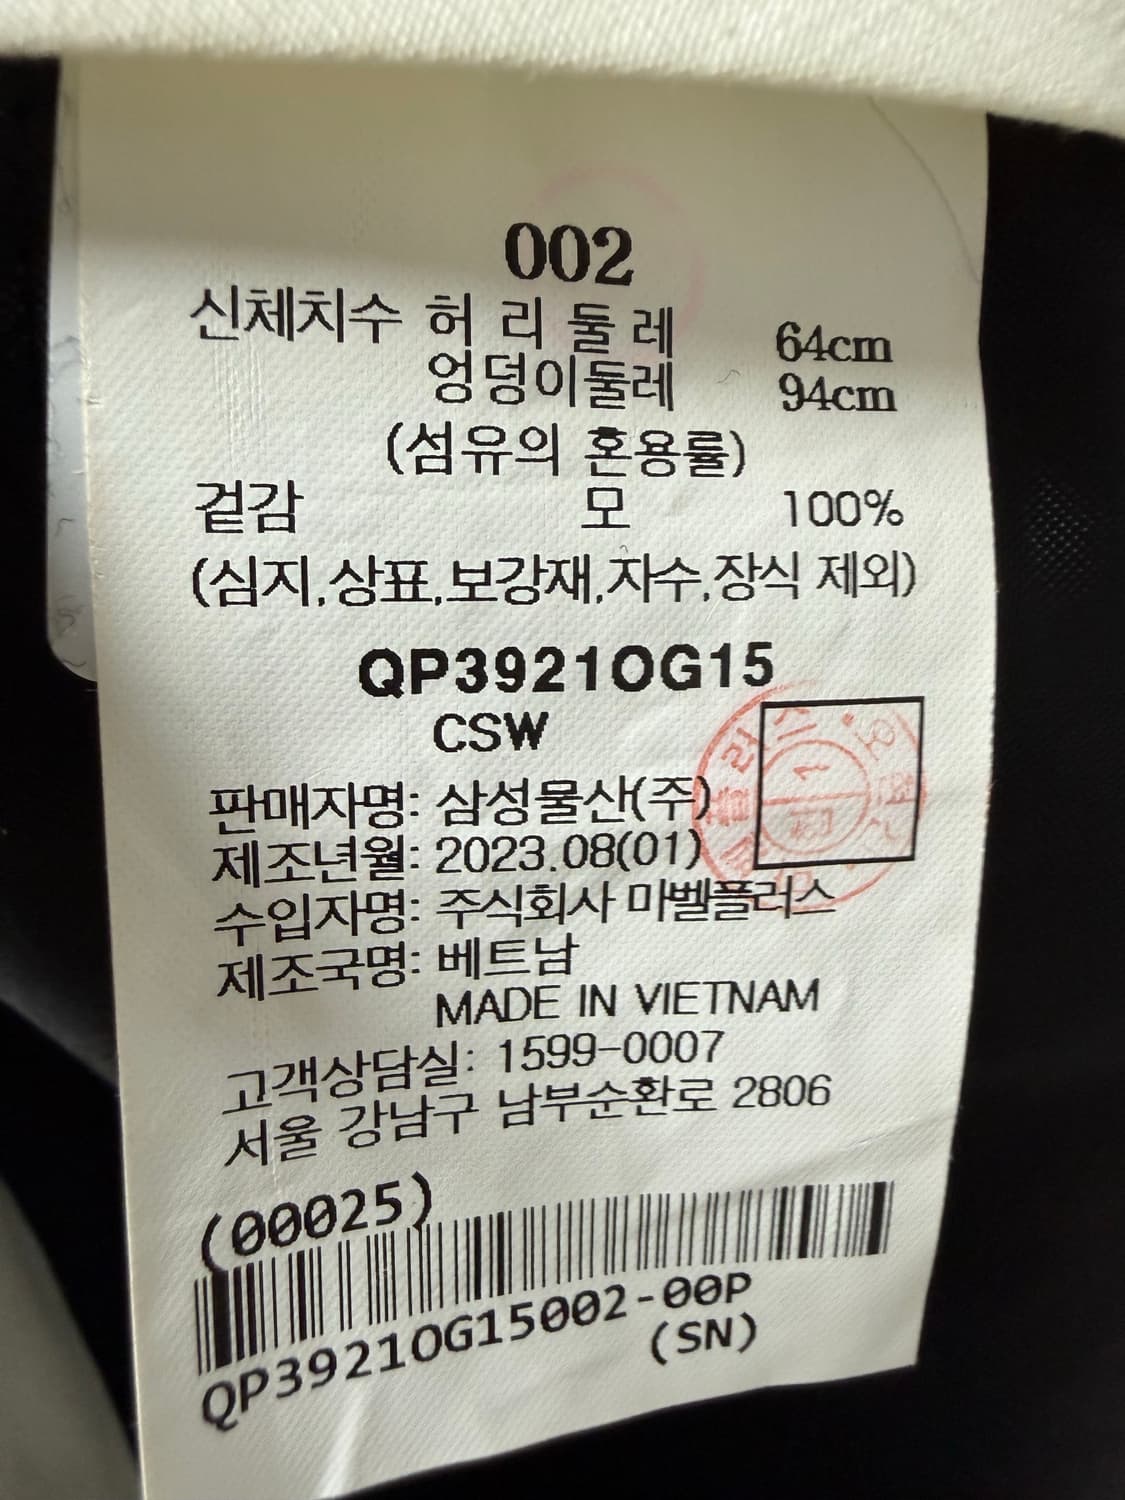 002
신체치수 허 리 둘 레 64cm
엉덩이둘레 94cm
(섬유의 혼용률)
겉감 모 100%
(심지,상표,보강재,자수,장식 제외)
QP3921OG15
CSW
판매자명: 삼성물산(주)
제조년월: 2023.08(01)
수입자명: 주식회사 마벨플러스
제조국명: 베트남
MADE IN VIETNAM
고객상담실: 1599-0007
서울 강남구 남부순환로 2806
(00025)
QP3921OG15002-00P
(SN)